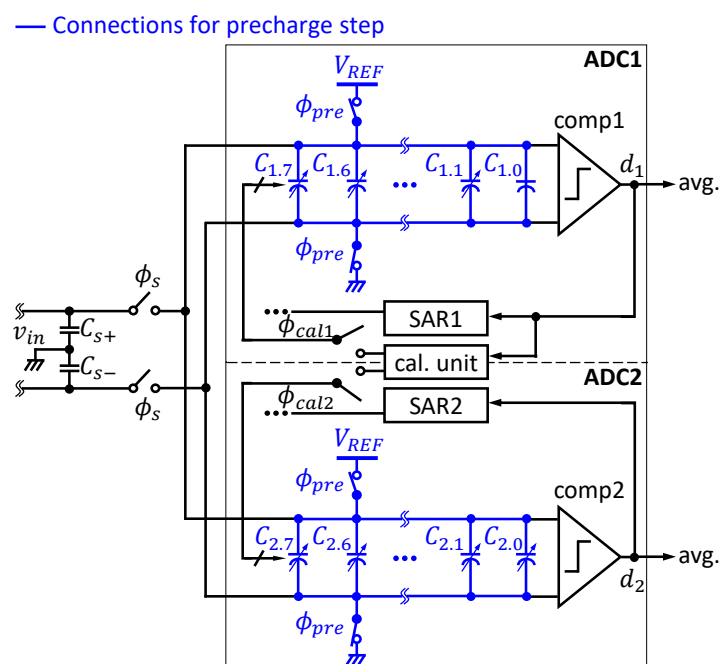 Connections for precharge step
ADC1
V_REF
ϕ_pre
comp1
C_1.7 C_1.6 ••• C_1.1 C_1.0
d_1
avg.
ϕ_pre
ϕ_s
••• SAR1
v_in C_s+
ϕ_cal1
cal. unit
C_s−
ADC2
ϕ_s
ϕ_cal2
••• SAR2
V_REF
ϕ_pre
comp2
C_2.7 C_2.6 ••• C_2.1 C_2.0
d_2
avg.
ϕ_pre